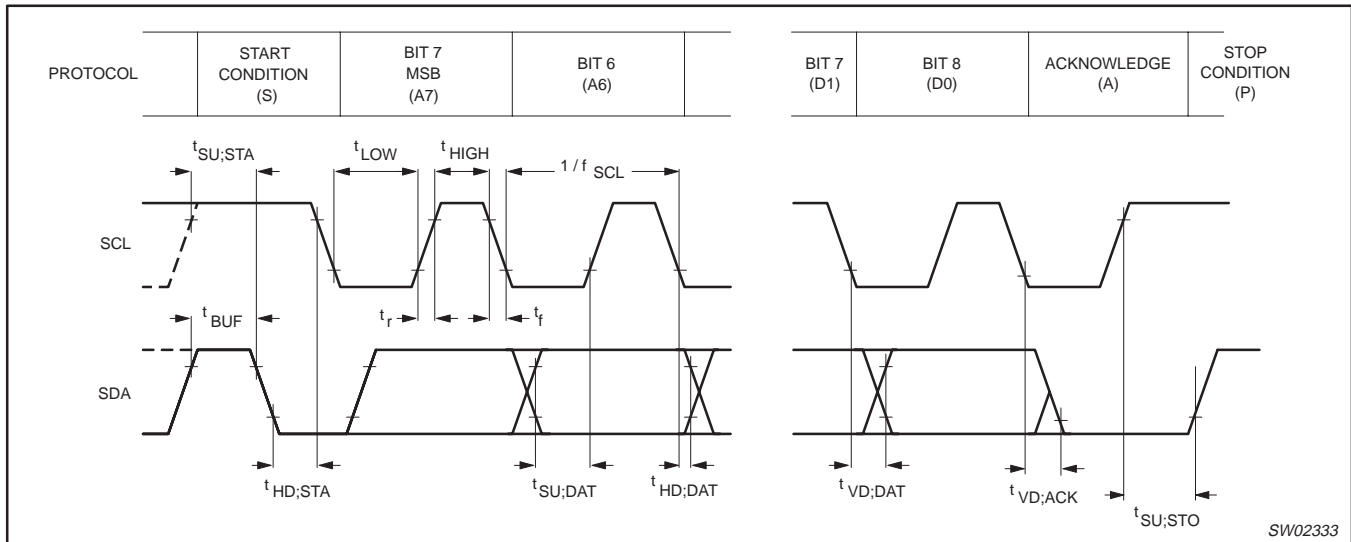 PROTOCOL
START
CONDITION
(S)
BIT 7
MSB
(A7)
BIT 6
(A6)
BIT 7
(D1)
BIT 8
(D0)
ACKNOWLEDGE
(A)
STOP
CONDITION
(P)
tSU;STA
tLOW
tHIGH
1 / fSCL
SCL
tBUF
tr
tf
SDA
tHD;STA
tSU;DAT
tHD;DAT
tVD;DAT
tVD;ACK
tSU;STO
SW02333